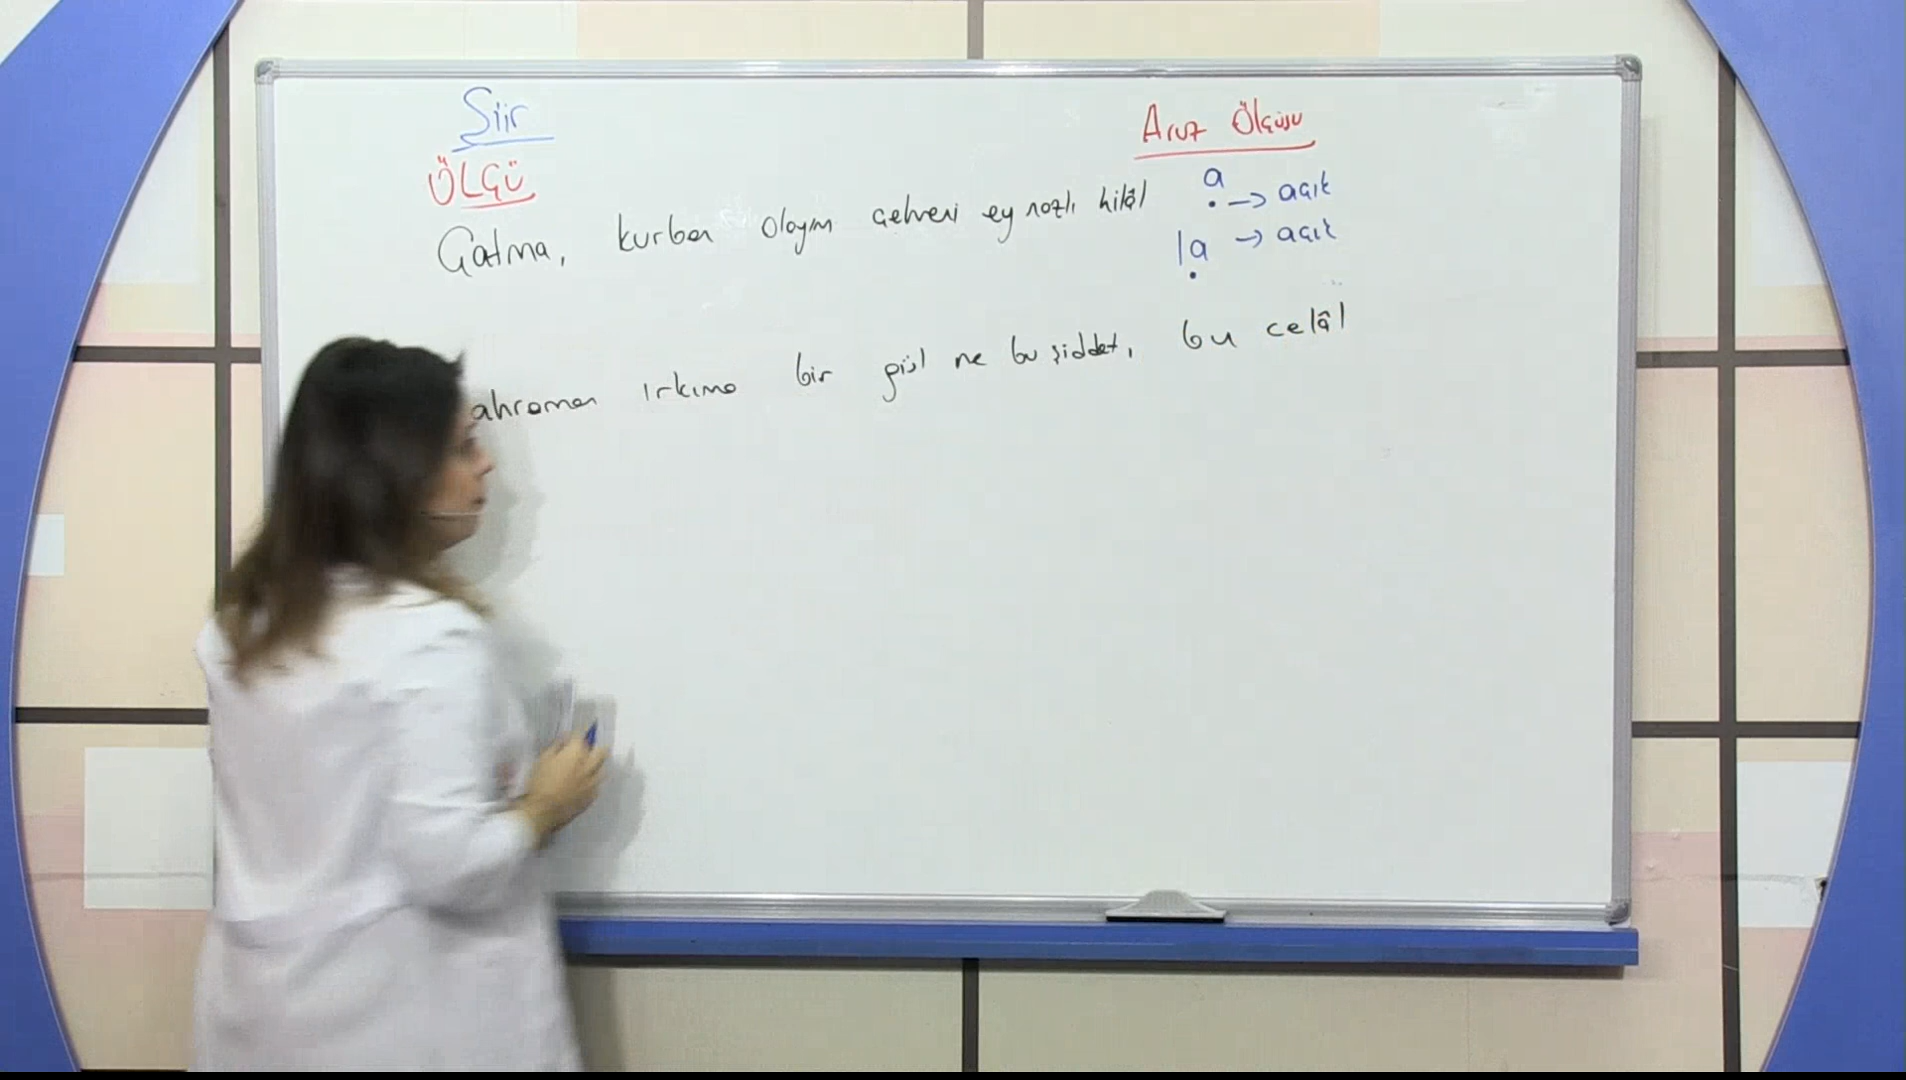 Şiir
Aruz Ölçüsü
ÖLÇÜ
a
. → açık
Çatma, kurban olayım çehreni ey nazlı hilâl
la → açık
.
ahraman ırkıma bir gül ne bu şiddet, bu celâl